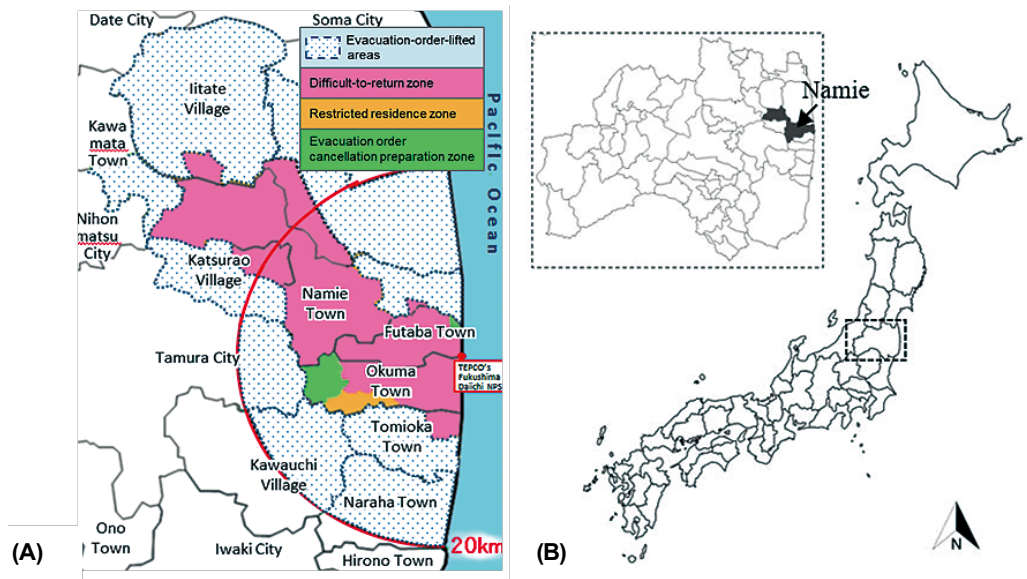 Date City
Soma City
Evacuation-order-lifted
areas
Difficult-to-return zone
Restricted residence zone
Evacuation order
cancellation preparation zone
Iitate
Village
Kawa
mata
Town
Pacific Ocean
Nihon
matsu
City
Katsurao
Village
Namie
Town
Futaba Town
Tamura City
Okuma
Town
TEPCO's
Fukushima
Daiichi NPS
Tomioka
Town
Kawauchi
Village
Naraha Town
Ono
Town
Iwaki City
Hirono Town
20km
(A)
Namie
N
(B)